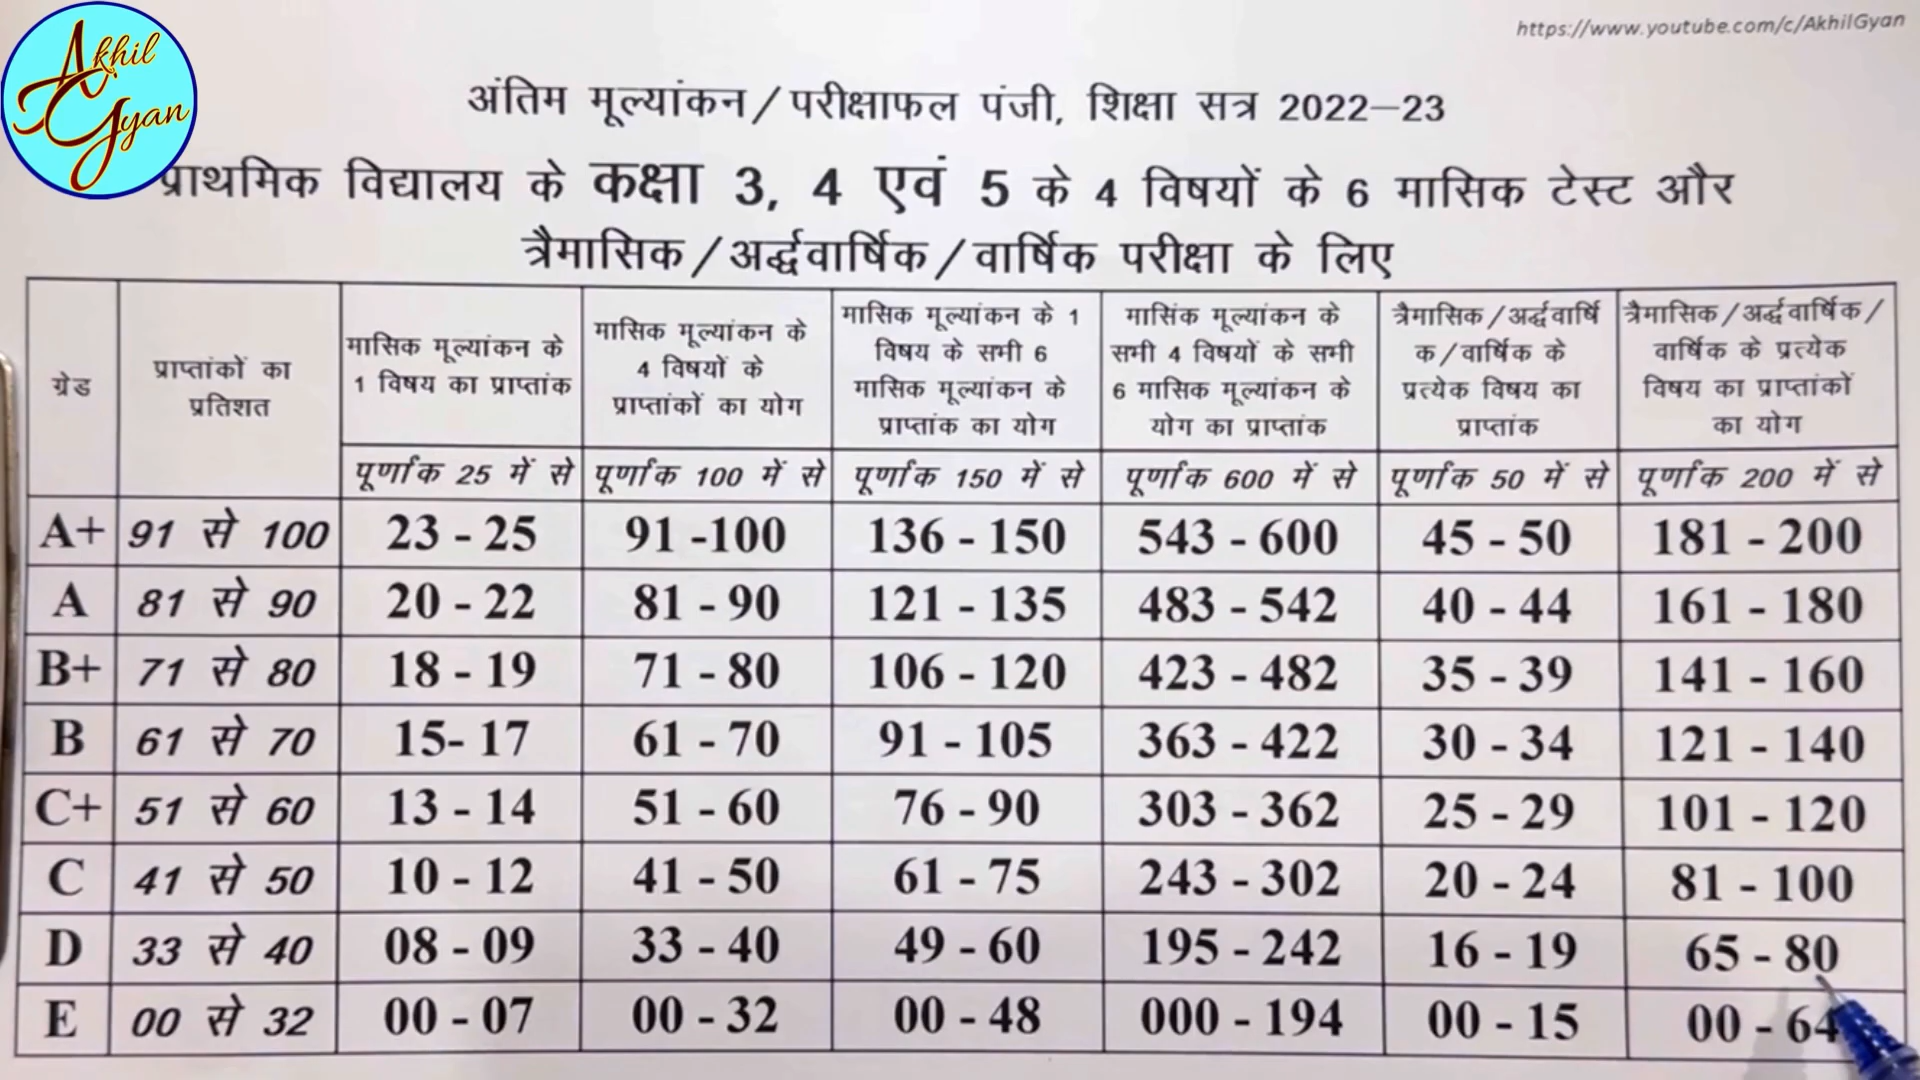 Akhil
Gyan
https://www.youtube.com/c/AkhilGyan
अंतिम मूल्यांकन/परीक्षाफल पंजी, शिक्षा सत्र 2022–23
प्राथमिक विद्यालय के कक्षा 3, 4 एवं 5 के 4 विषयों के 6 मासिक टेस्ट और
त्रैमासिक/अर्द्धवार्षिक/वार्षिक परीक्षा के लिए
ग्रेड
प्राप्तांकों का
प्रतिशत
मासिक मूल्यांकन के
1 विषय का प्राप्तांक
मासिक मूल्यांकन के
4 विषयों के
प्राप्तांकों का योग
मासिक मूल्यांकन के 1
विषय के सभी 6
मासिक मूल्यांकन के
प्राप्तांक का योग
मासिंक मूल्यांकन के
सभी 4 विषयों के सभी
6 मासिक मूल्यांकन के
योग का प्राप्तांक
त्रैमासिक/अर्द्धवार्षि
क/वार्षिक के
प्रत्येक विषय का
प्राप्तांक
त्रैमासिक/अर्द्धवार्षिक/
वार्षिक के प्रत्येक
विषय का प्राप्तांकों
का योग
पूर्णांक 25 में से पूर्णांक 100 में से पूर्णांक 150 में से पूर्णांक 600 में से पूर्णांक 50 में से पूर्णांक 200 में से
A+ 91 से 100 23 - 25 91 -100 136 - 150 543 - 600 45 - 50 181 - 200
A 81 से 90 20 - 22 81 - 90 121 - 135 483 - 542 40 - 44 161 - 180
B+ 71 से 80 18 - 19 71 - 80 106 - 120 423 - 482 35 - 39 141 - 160
B 61 से 70 15- 17 61 - 70 91 - 105 363 - 422 30 - 34 121 - 140
C+ 51 से 60 13 - 14 51 - 60 76 - 90 303 - 362 25 - 29 101 - 120
C 41 से 50 10 - 12 41 - 50 61 - 75 243 - 302 20 - 24 81 - 100
D 33 से 40 08 - 09 33 - 40 49 - 60 195 - 242 16 - 19 65 - 80
E 00 से 32 00 - 07 00 - 32 00 - 48 000 - 194 00 - 15 00 - 64